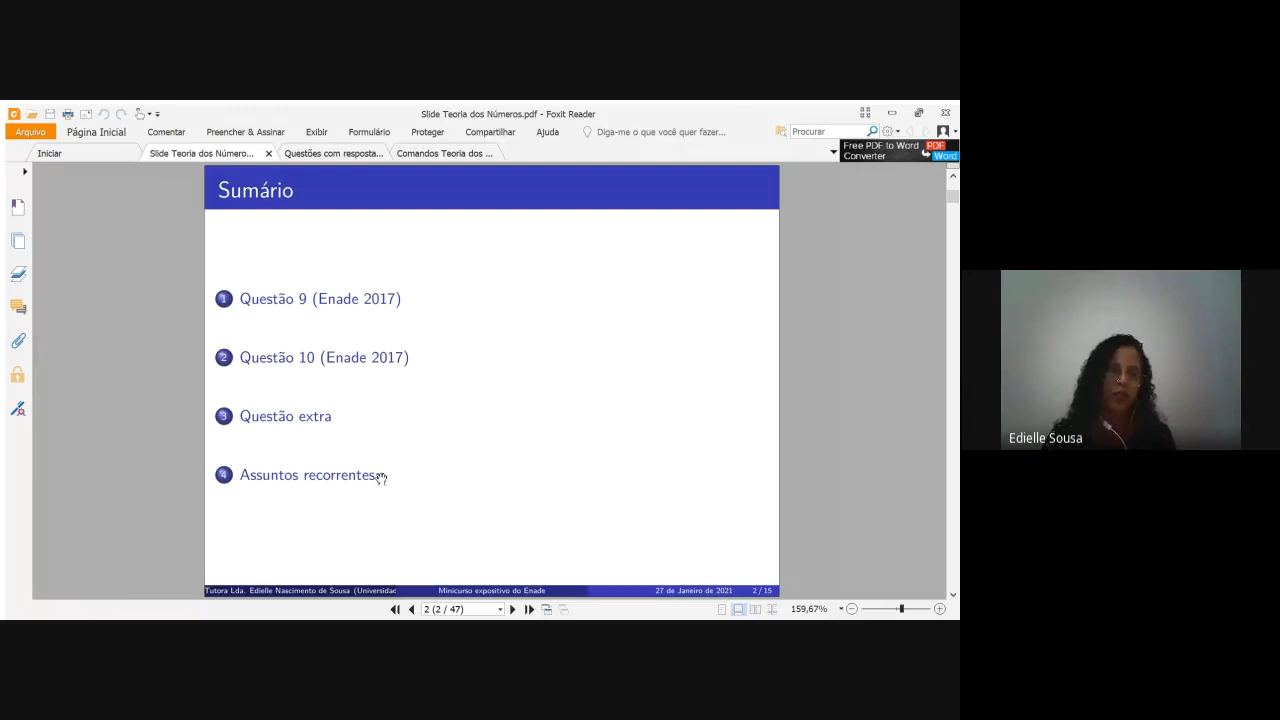 Slide Teoria dos Números.pdf - Foxit Reader
Arquivo Página Inicial Comentar Preencher & Assinar Exibir Formulário Proteger Compartilhar Ajuda Diga-me o que você quer fazer... Procurar
Iniciar Slide Teoria dos Número... Questões com resposta... Comandos Teoria dos ...
Free PDF to Word PDF
Converter Word
Sumário
1 Questão 9 (Enade 2017)
2 Questão 10 (Enade 2017)
3 Questão extra
4 Assuntos recorrentes
Edielle Sousa
Tutora Lda. Edielle Nascimento de Sousa (Universidad Minicurso expositivo do Enade 27 de Janeiro de 2021 2 / 15
2 (2 / 47) 159,67%